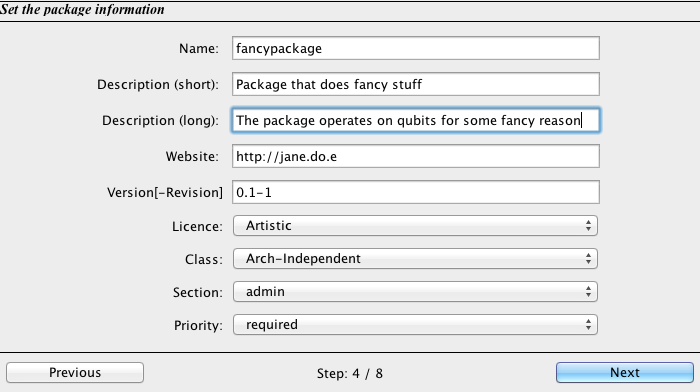 Set the package information
Name: fancypackage
Description (short): Package that does fancy stuff
Description (long): The package operates on qubits for some fancy reason
Website: http://jane.do.e
Version[-Revision] 0.1-1
Licence: Artistic
Class: Arch-Independent
Section: admin
Priority: required
Previous Step: 4 / 8 Next